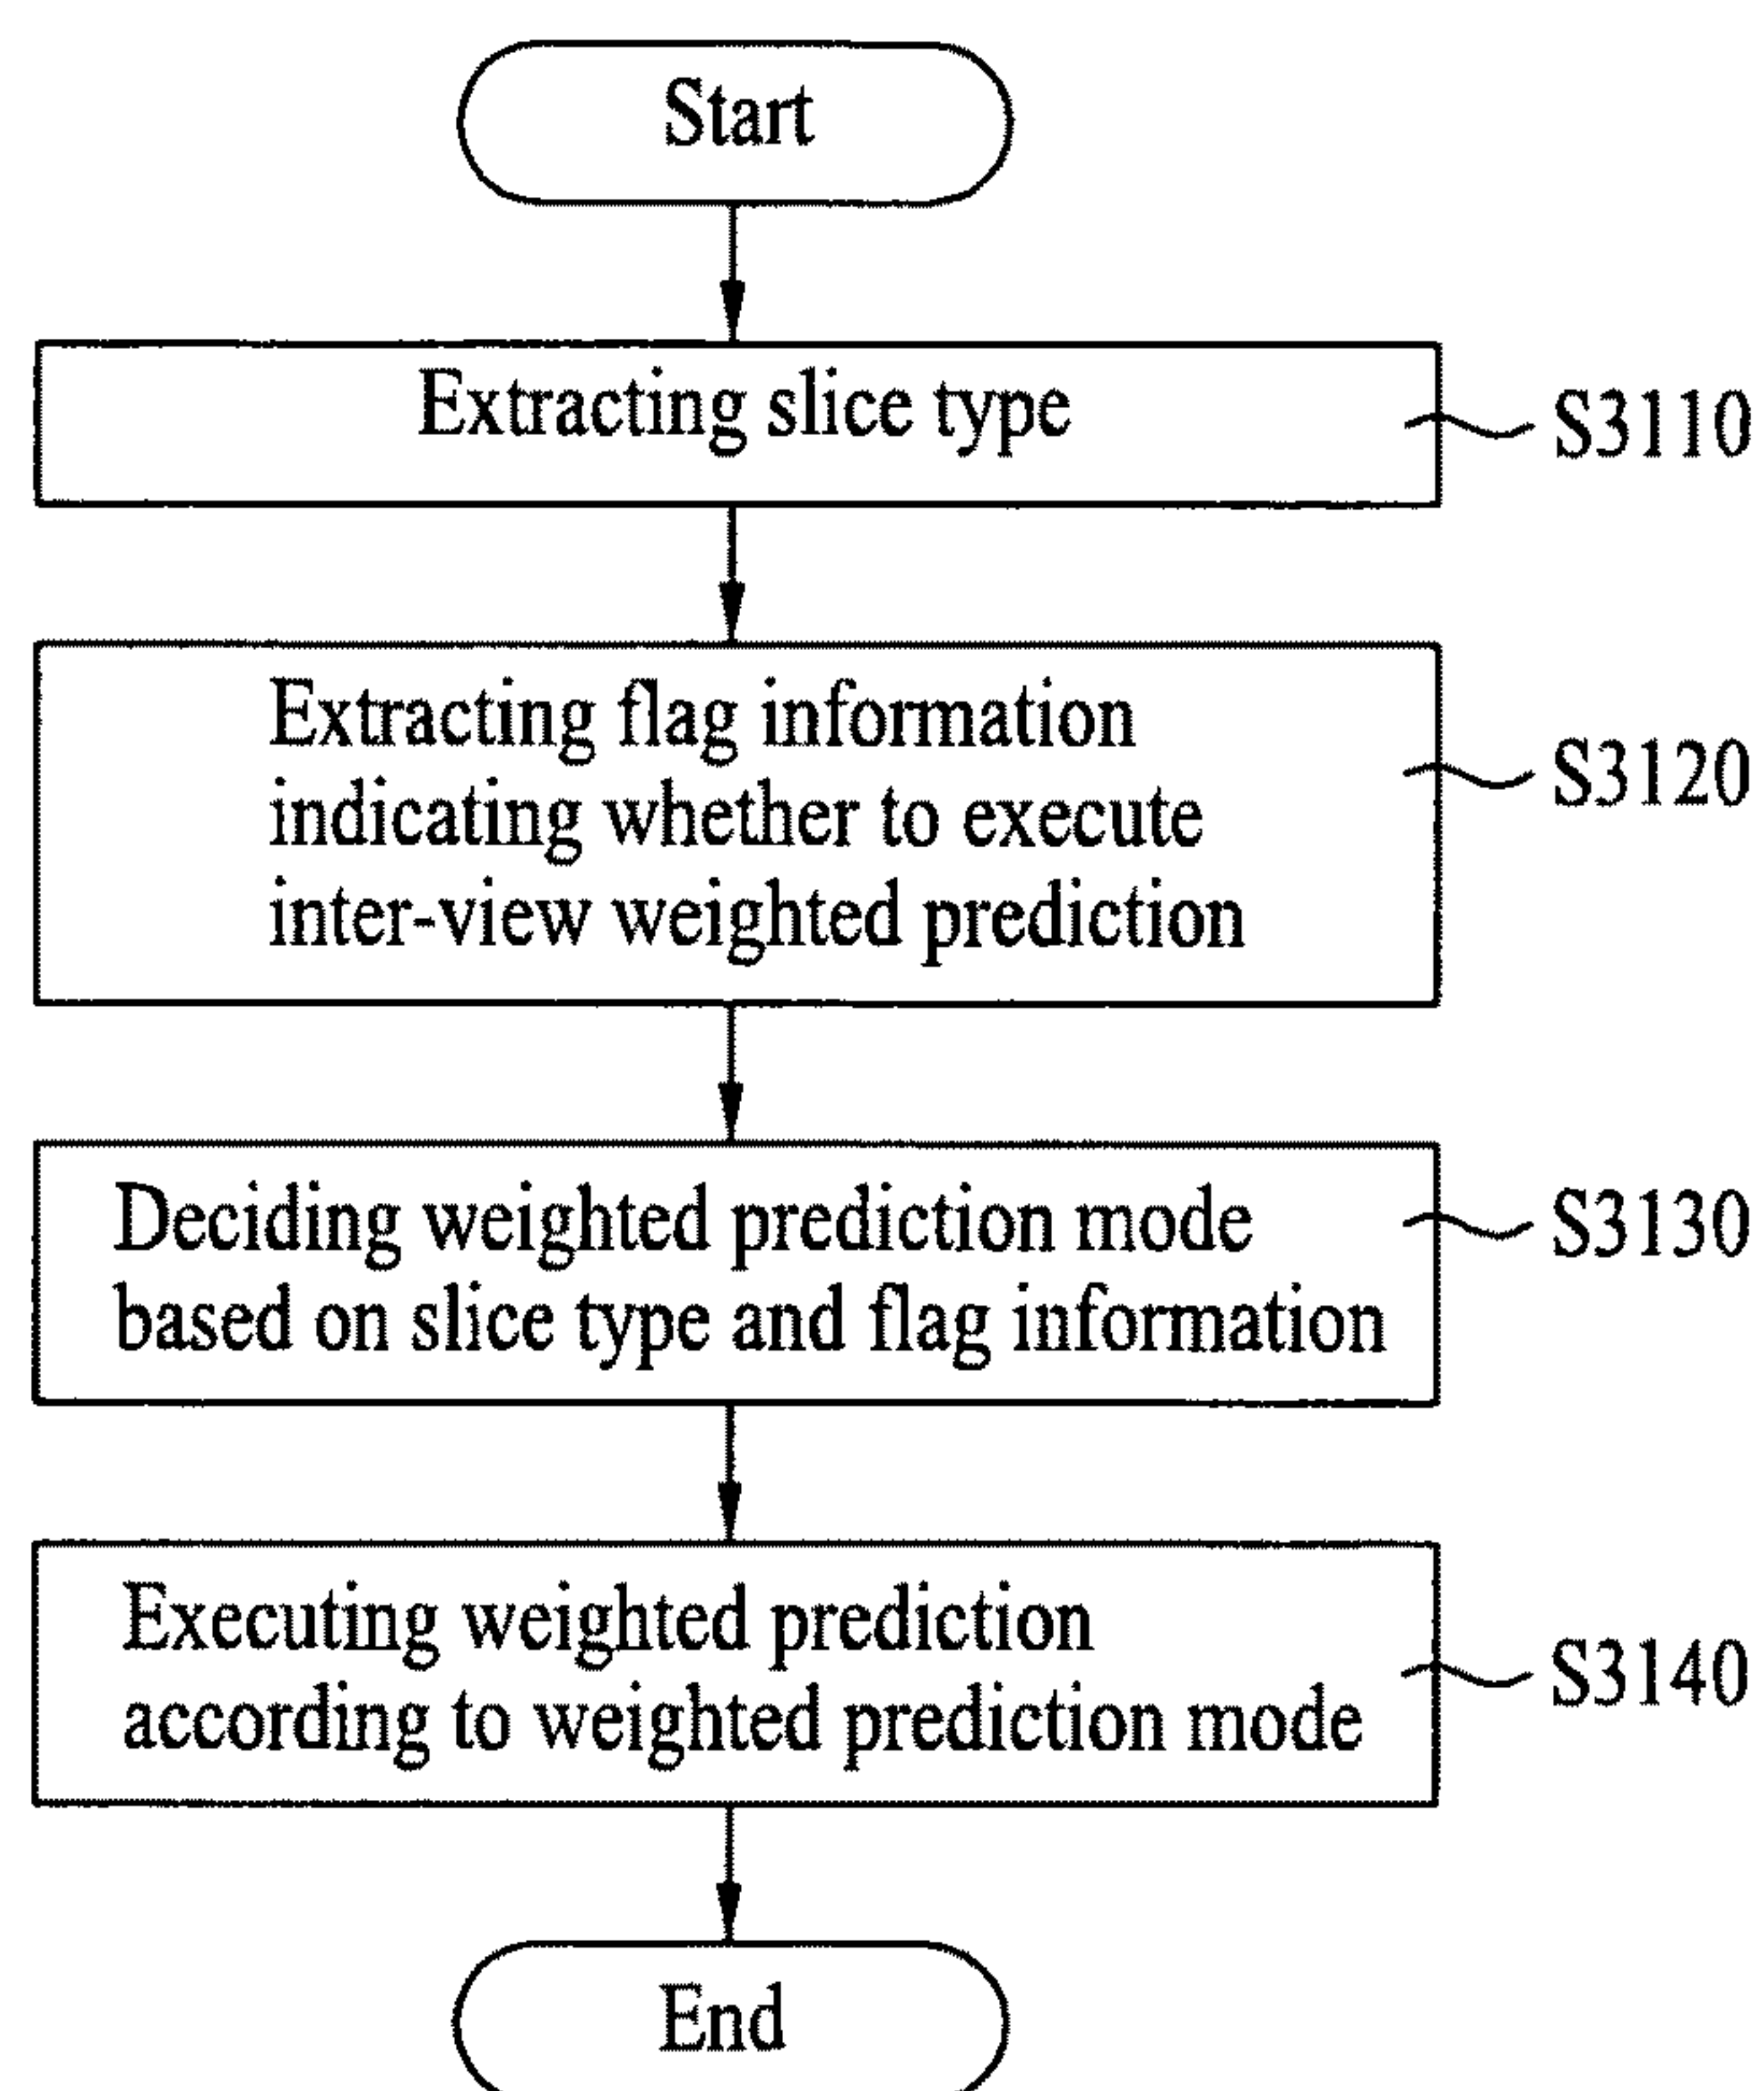 Start
Extracting slice type
S3110
Extracting flag information
indicating whether to execute
inter-view weighted prediction
S3120
Deciding weighted prediction mode
based on slice type and flag information
S3130
Executing weighted prediction
according to weighted prediction mode
S3140
End